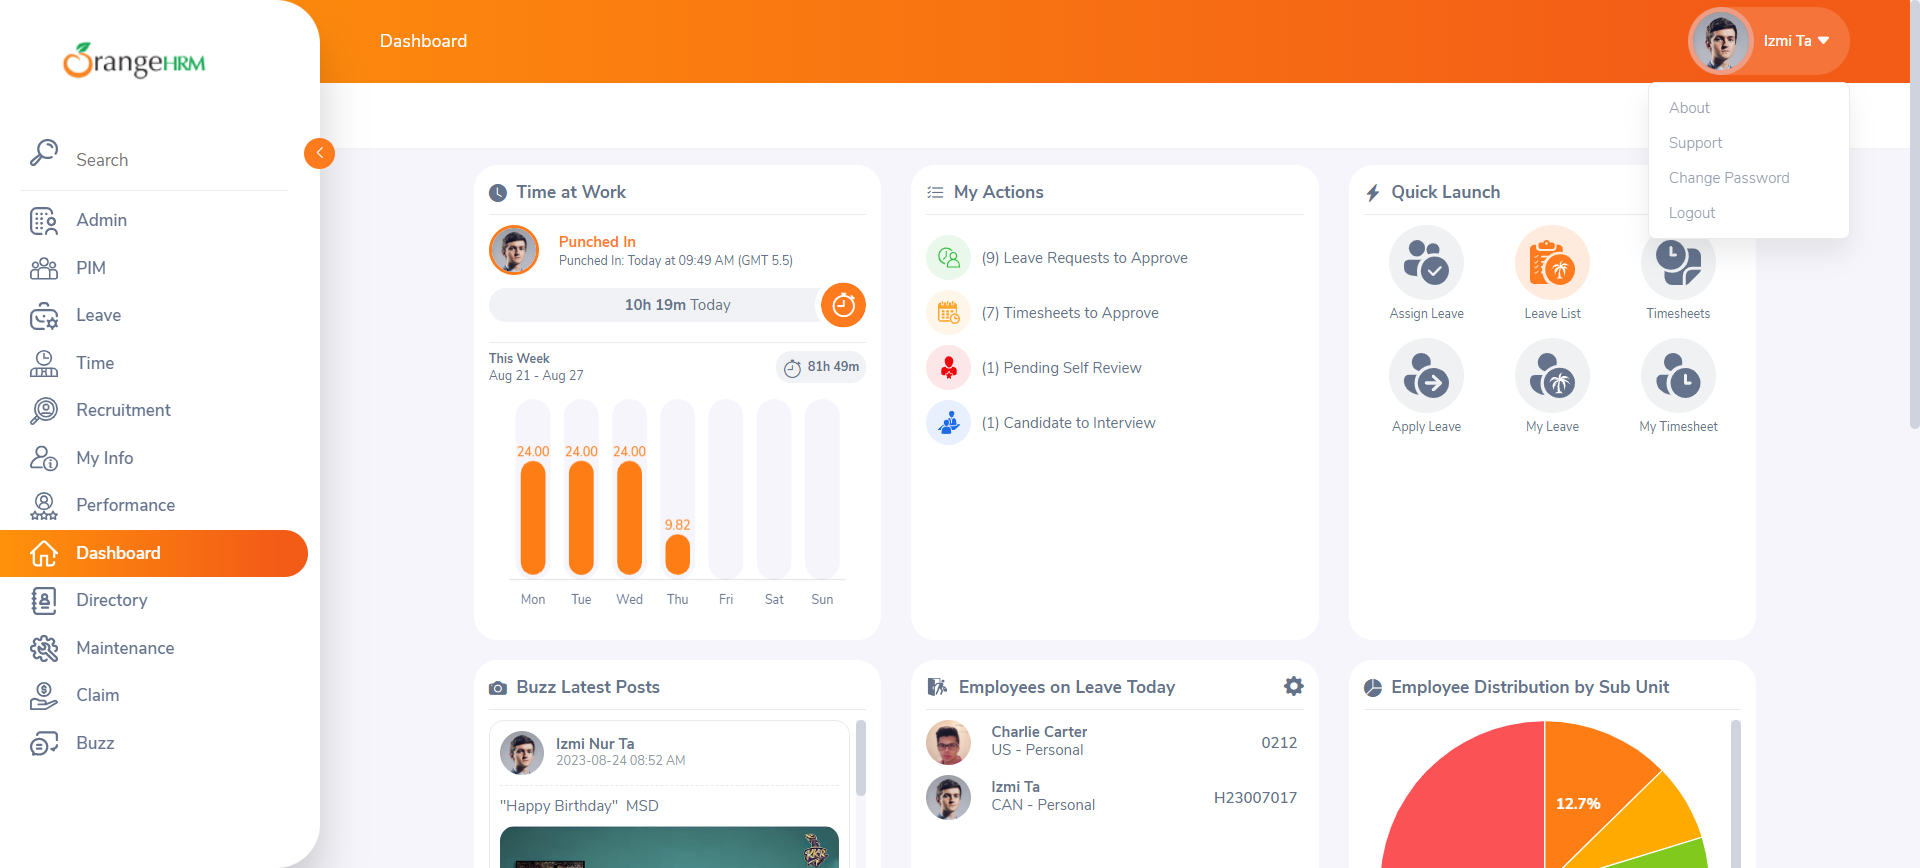 OrangeHRM
Dashboard
Izmi Ta
About
Support
Change Password
Logout
Search
Admin
PIM
Leave
Time
Recruitment
My Info
Performance
Dashboard
Directory
Maintenance
Claim
Buzz
Time at Work
Punched In
Punched In: Today at 09:49 AM (GMT 5.5)
10h 19m Today
This Week
Aug 21 - Aug 27
81h 49m
24.00 24.00 24.00
9.82
Mon Tue Wed Thu Fri Sat Sun
My Actions
(9) Leave Requests to Approve
(7) Timesheets to Approve
(1) Pending Self Review
(1) Candidate to Interview
Quick Launch
Assign Leave Leave List Timesheets
Apply Leave My Leave My Timesheet
Buzz Latest Posts
Izmi Nur Ta
2023-08-24 08:52 AM
"Happy Birthday" MSD
KKR
Employees on Leave Today
Charlie Carter
US - Personal
0212
Izmi Ta
CAN - Personal
H23007017
Employee Distribution by Sub Unit
12.7%